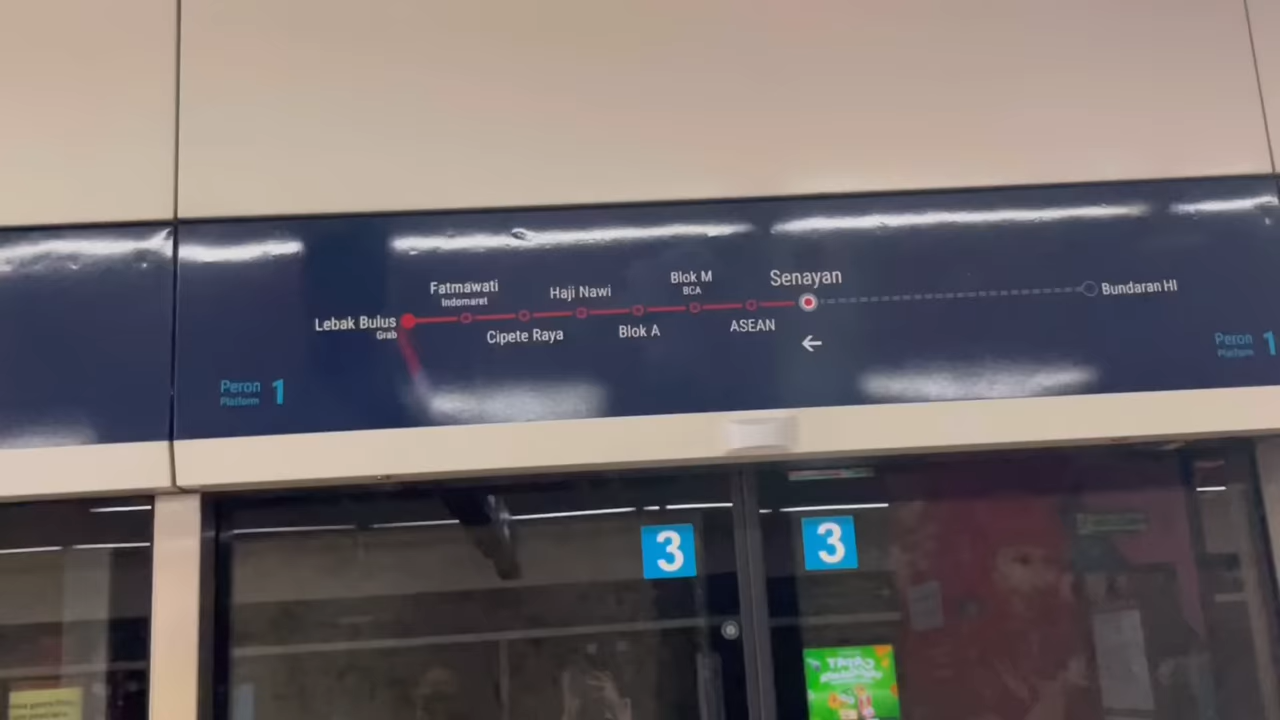 Fatmawati
Indomaret
Haji Nawi
Blok M
BCA
Senayan
Lebak Bulus
Grab
Cipete Raya
Blok A
ASEAN
Bundaran HI
Peron
Platform
1
Peron
Platform
1
3
3